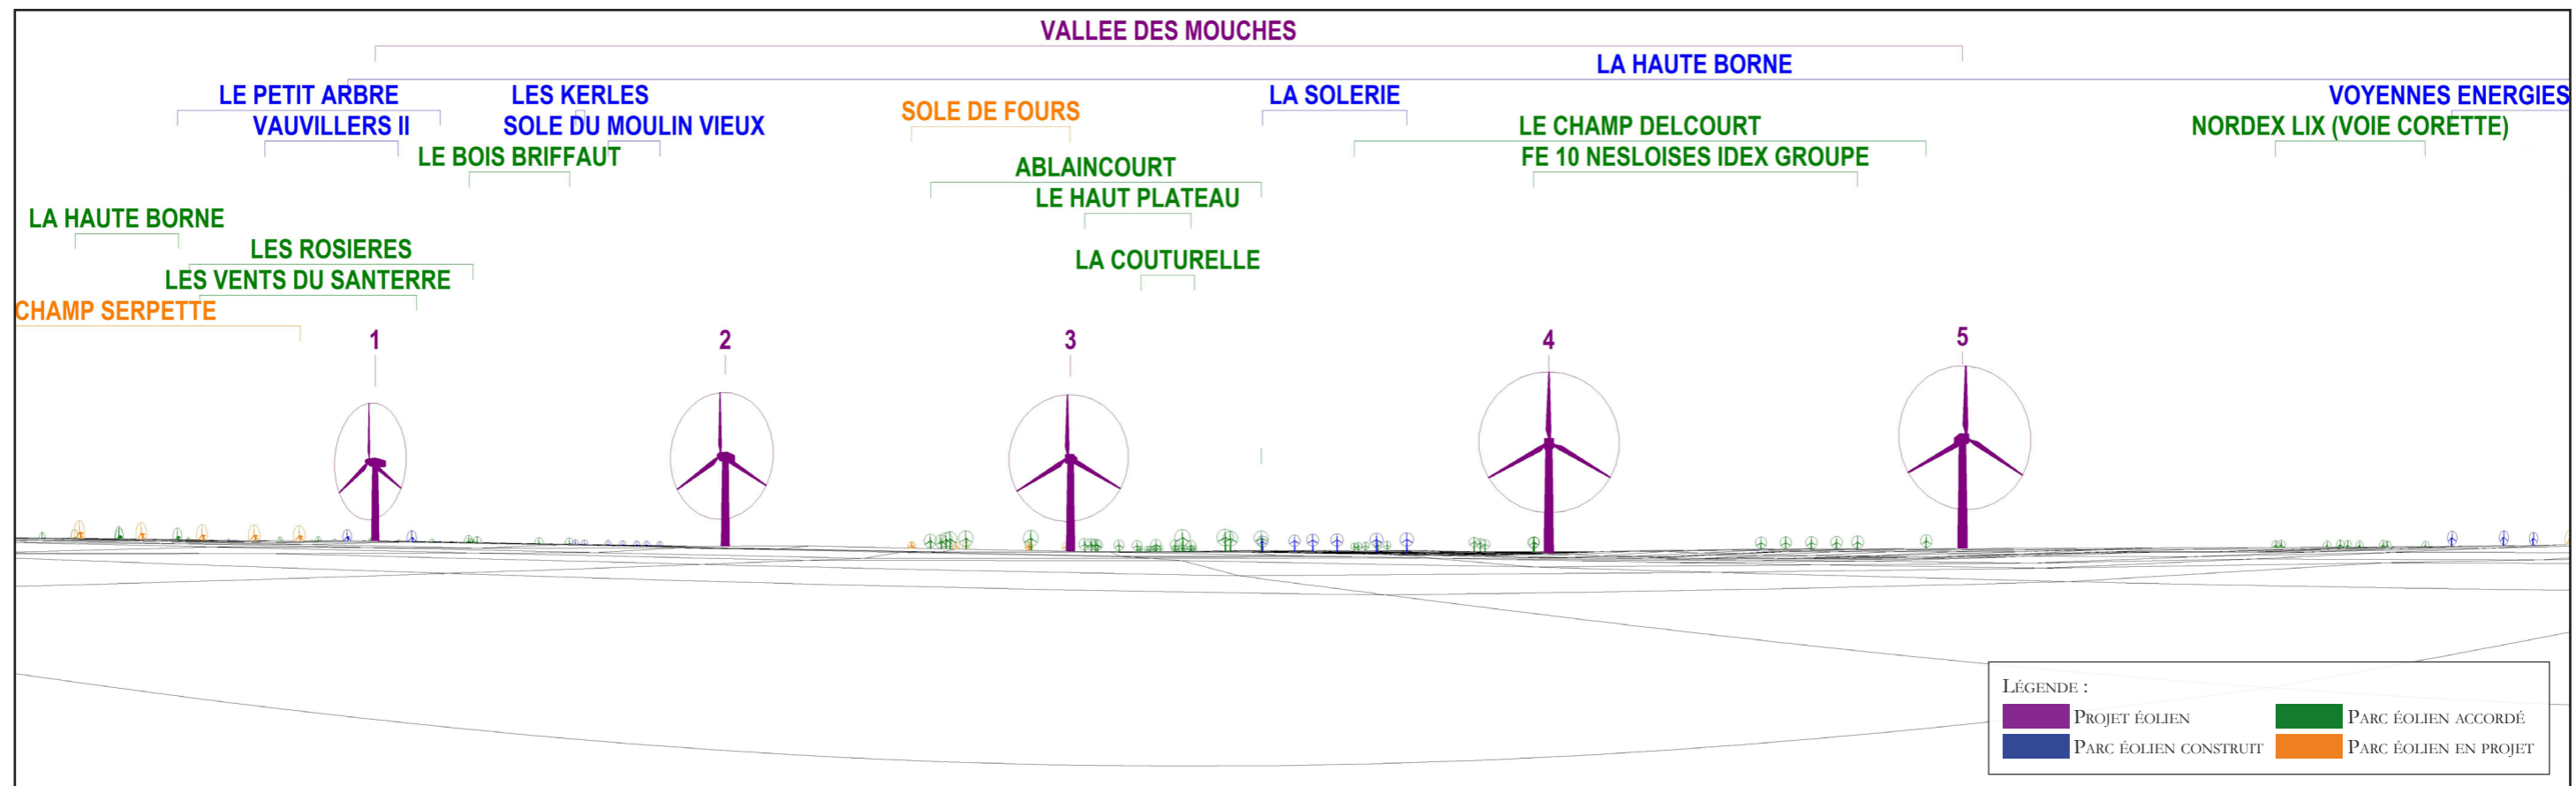 VALLEE DES MOUCHES
LA HAUTE BORNE
LE PETIT ARBRE
LES KERLES
LA SOLERIE
VOYENNES ENERGIES
SOLE DE FOURS
VAUVILLERS II
SOLE DU MOULIN VIEUX
LE CHAMP DELCOURT
NORDEX LIX (VOIE CORETTE)
LE BOIS BRIFFAUT
FE 10 NESLOISES IDEX GROUPE
ABLAINCOURT
LE HAUT PLATEAU
LA HAUTE BORNE
LES ROSIERES
LA COUTURELLE
LES VENTS DU SANTERRE
CHAMP SERPETTE
1
2
3
4
5
LÉGENDE :
PROJET ÉOLIEN
PARC ÉOLIEN ACCORDÉ
PARC ÉOLIEN CONSTRUIT
PARC ÉOLIEN EN PROJET